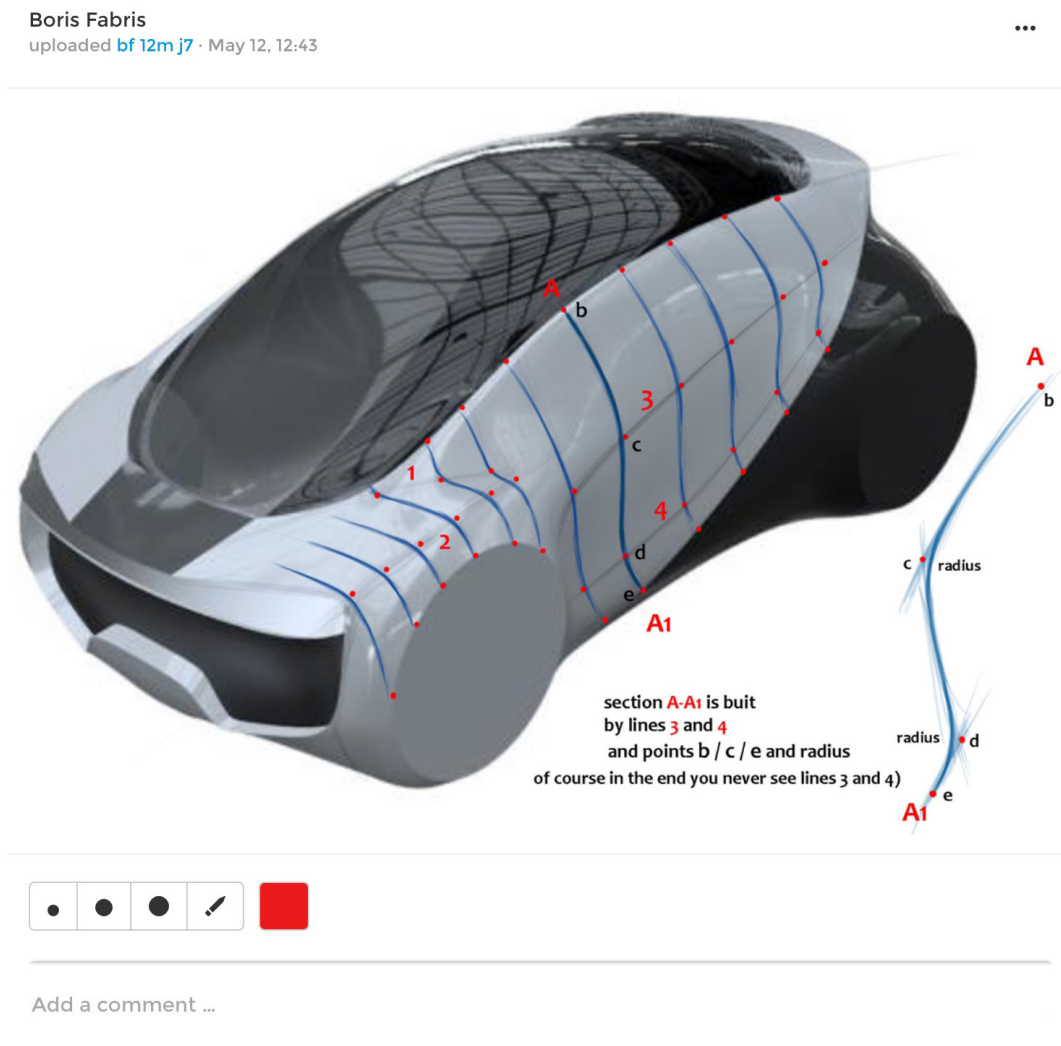 Boris Fabris
uploaded bf 12m j7 · May 12, 12:43
A
b
A
b
3
c
1
4
2
d
c
radius
e
A1
section A-A1 is buit
by lines 3 and 4
and points b / c / e and radius
radius
d
of course in the end you never see lines 3 and 4)
e
A1
Add a comment ...